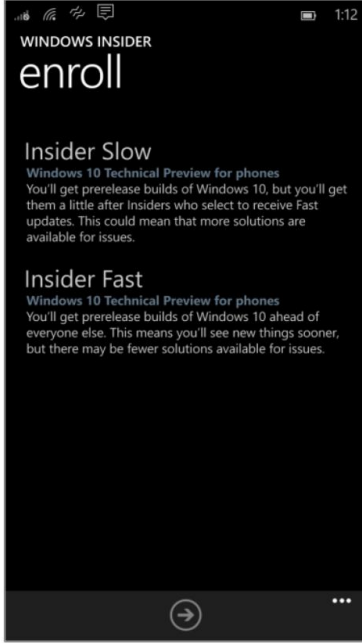 1:12
WINDOWS INSIDER
enroll
Insider Slow
Windows 10 Technical Preview for phones
You'll get prerelease builds of Windows 10, but you'll get
them a little after Insiders who select to receive Fast
updates. This could mean that more solutions are
available for issues.
Insider Fast
Windows 10 Technical Preview for phones
You'll get prerelease builds of Windows 10 ahead of
everyone else. This means you'll see new things sooner,
but there may be fewer solutions available for issues.